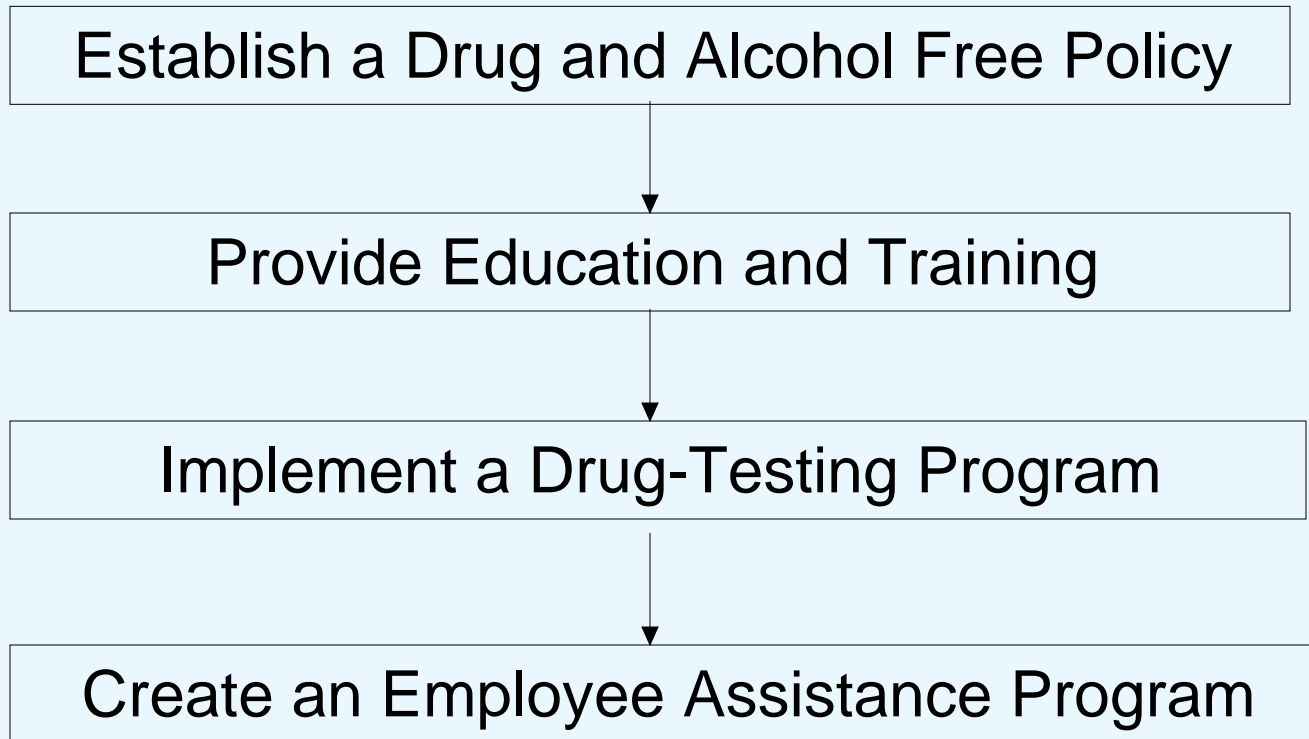 Establish a Drug and Alcohol Free Policy
Provide Education and Training
Implement a Drug-Testing Program
Create an Employee Assistance Program